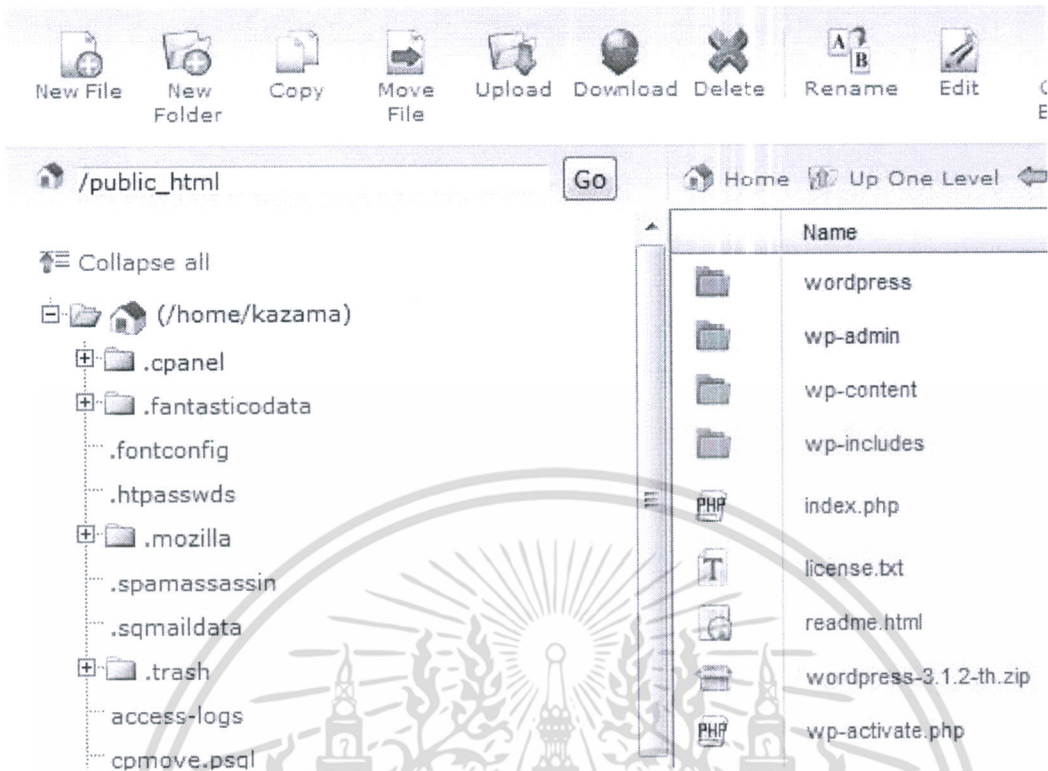 New File New Folder Copy Move File Upload Download Delete Rename Edit
/public_html Go
Home Up One Level
Collapse all
(/home/kazama)
.cpanel
.fantasticodata
.fontconfig
.htpasswds
.mozilla
.spamassassin
.sqmaildata
.trash
access-logs
cpmove.psql
Name
wordpress
wp-admin
wp-content
wp-includes
PHP index.php
T license.txt
readme.html
wordpress-3.1.2-th.zip
PHP wp-activate.php